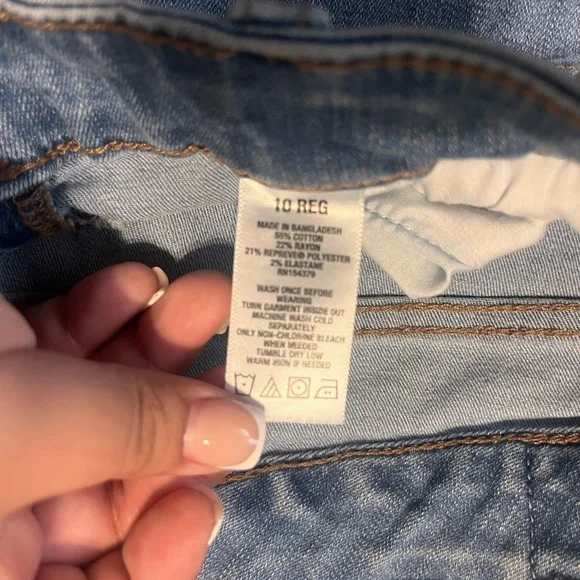 10 REG
MADE IN BANGLADESH
55% COTTON
22% RAYON
21% REPREVE® POLYESTER
2% ELASTANE
RN154379
WASH ONCE BEFORE
WEARING
TURN GARMENT INSIDE OUT
MACHINE WASH COLD
SEPARATELY
ONLY NON-CHLORINE BLEACH
WHEN NEEDED
TUMBLE DRY LOW
WARM IRON IF NEEDED